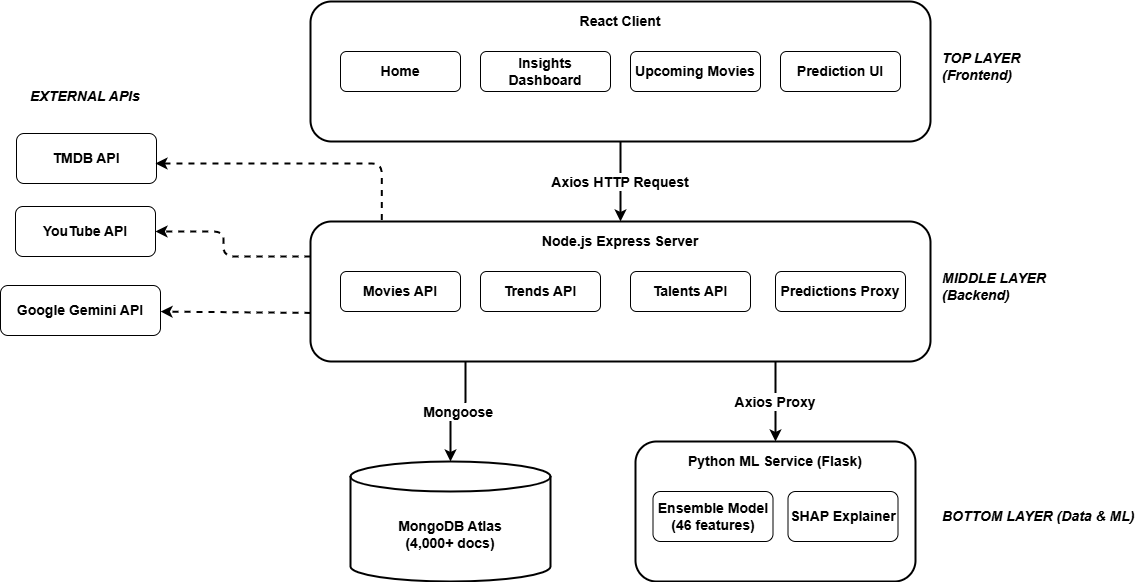 React Client
Home
Insights
Dashboard
Upcoming Movies
Prediction UI
TOP LAYER
(Frontend)
EXTERNAL APIs
TMDB API
YouTube API
Google Gemini API
Axios HTTP Request
Node.js Express Server
Movies API
Trends API
Talents API
Predictions Proxy
MIDDLE LAYER
(Backend)
Mongoose
Axios Proxy
MongoDB Atlas
(4,000+ docs)
Python ML Service (Flask)
Ensemble Model
(46 features)
SHAP Explainer
BOTTOM LAYER (Data & ML)